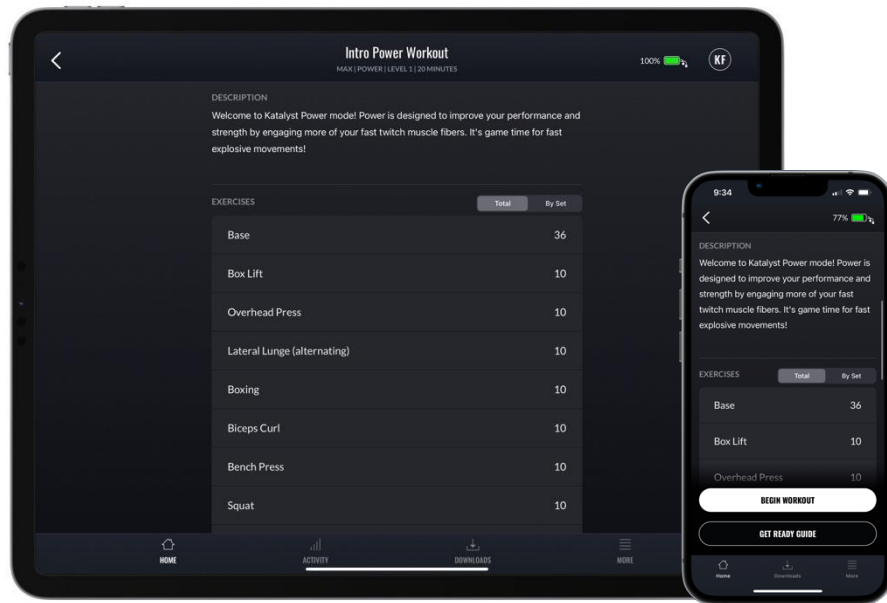 Intro Power Workout
MAX | POWER | LEVEL 1 | 20 MINUTES
100%
KF
DESCRIPTION
Welcome to Katalyst Power mode! Power is designed to improve your performance and
strength by engaging more of your fast twitch muscle fibers. It's game time for fast
explosive movements!
EXERCISES
Total
By Set
Base 36
Box Lift 10
Overhead Press 10
Lateral Lunge (alternating) 10
Boxing 10
Biceps Curl 10
Bench Press 10
Squat 10
HOME
ACTIVITY
DOWNLOADS
MORE
9:34
77%
DESCRIPTION
Welcome to Katalyst Power mode! Power is
designed to improve your performance and
strength by engaging more of your fast
twitch muscle fibers. It's game time for fast
explosive movements!
EXERCISES
Total
By Set
Base 36
Box Lift 10
Overhead Press 10
BEGIN WORKOUT
GET READY GUIDE
Home
Downloads
More